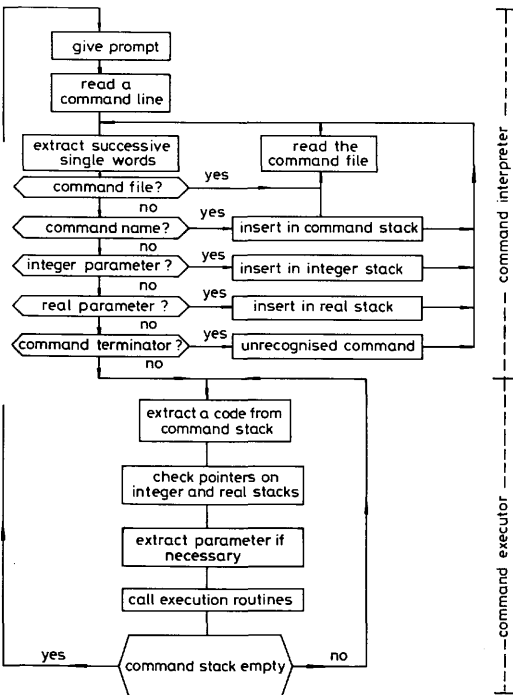 give prompt
read a
command line
extract successive
single words
read the
command file
command file?
yes
no
command name?
yes
insert in command stack
no
integer parameter?
yes
insert in integer stack
no
real parameter?
yes
insert in real stack
no
command terminator?
yes
unrecognised command
no
command interpreter
extract a code from
command stack
check pointers on
integer and real stacks
extract parameter if
necessary
call execution routines
yes
command stack empty
no
command executor